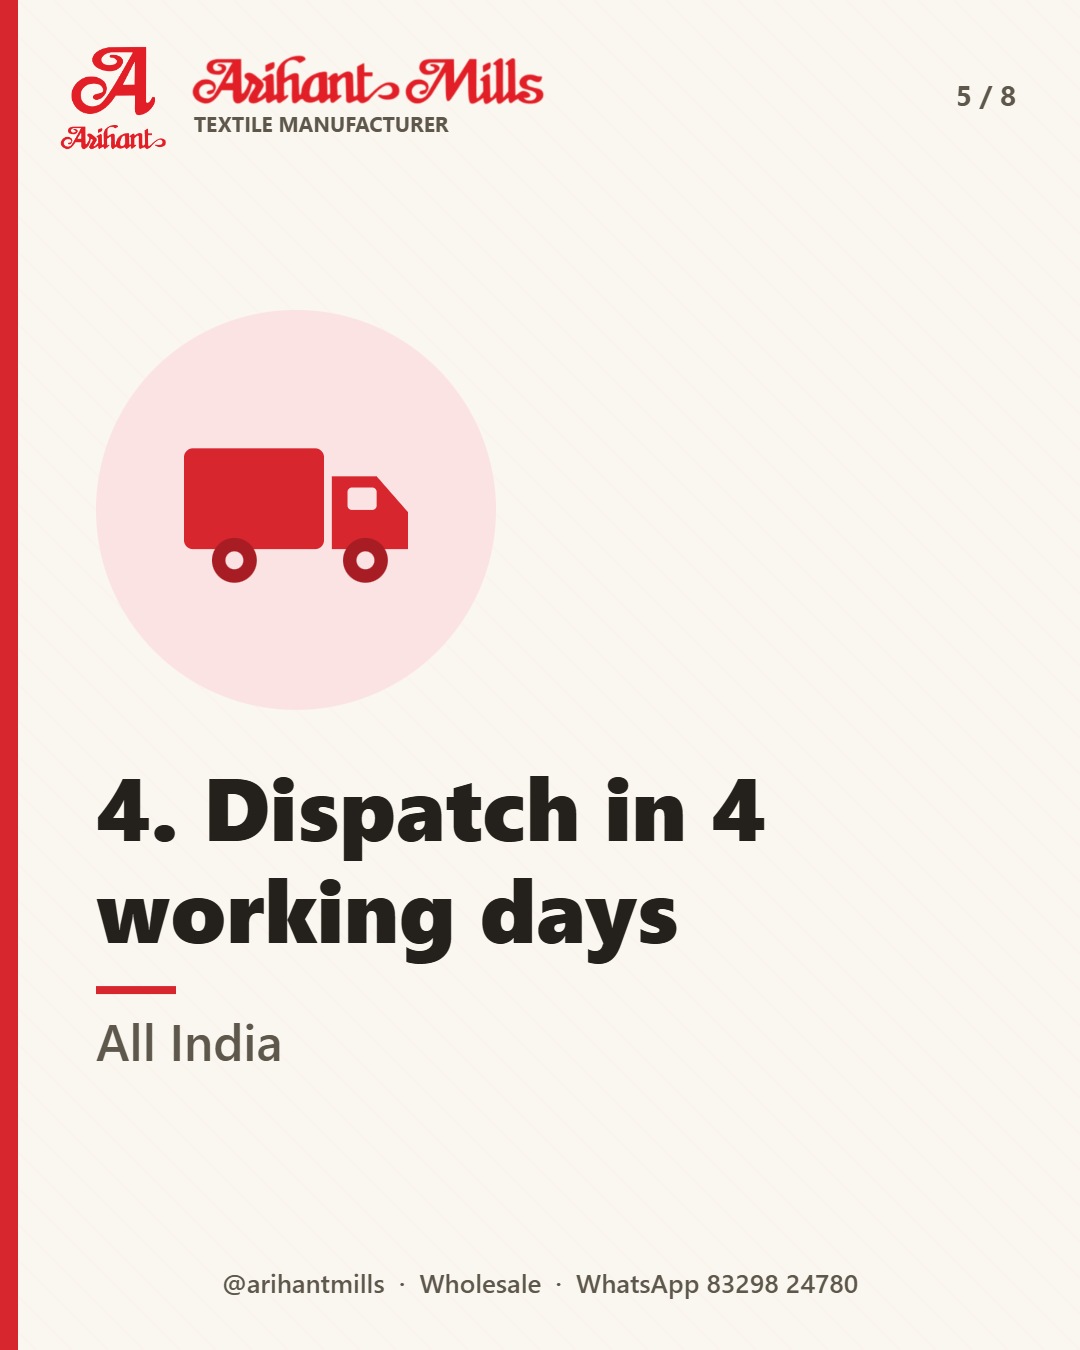 A
Arihant
Arihant Mills
TEXTILE MANUFACTURER
5 / 8
4. Dispatch in 4
working days
All India
@arihantmills · Wholesale · WhatsApp 83298 24780